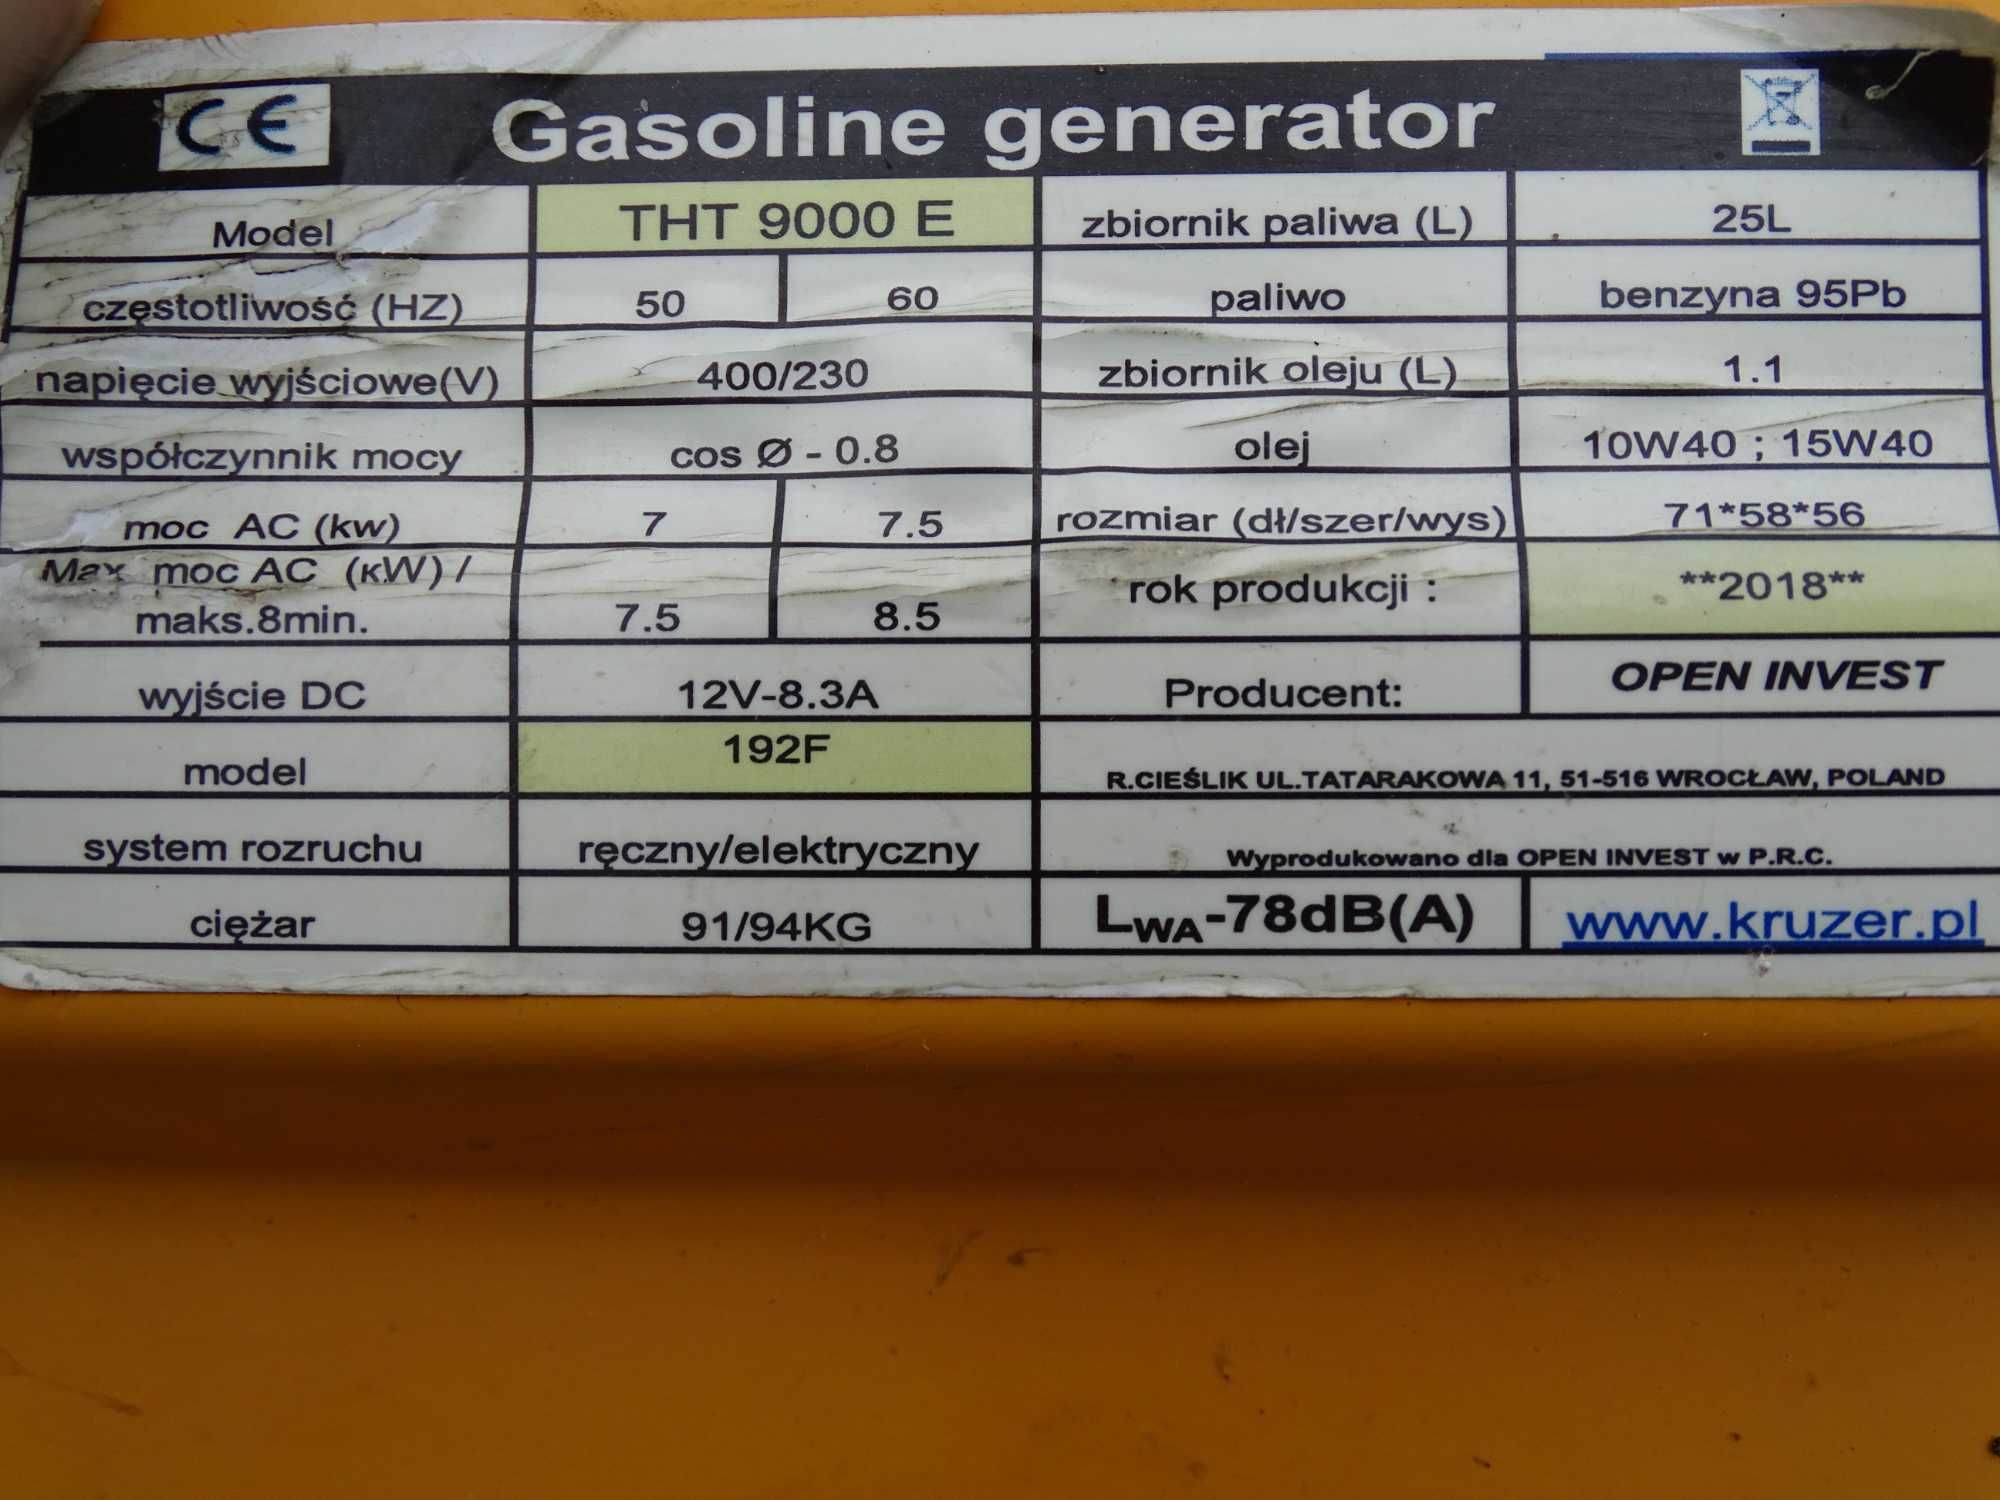 CE Gasoline generator
Model THT 9000 E zbiornik paliwa (L) 25L
częstotliwość (HZ) 50 60 paliwo benzyna 95Pb
napięcie wyjściowe(V) 400/230 zbiornik oleju (L) 1.1
współczynnik mocy cos Ø - 0.8 olej 10W40 ; 15W40
moc AC (kw) 7 7.5 rozmiar (dł/szer/wys) 71*58*56
Max moc AC (kW) /
maks.8min. 7.5 8.5 rok produkcji : **2018**
wyjście DC 12V-8.3A Producent: OPEN INVEST
model 192F R.CIEŚLIK UL.TATARAKOWA 11, 51-516 WROCŁAW, POLAND
system rozruchu ręczny/elektryczny Wyprodukowano dla OPEN INVEST w P.R.C.
ciężar 91/94KG LWA-78dB(A) www.kruzer.pl